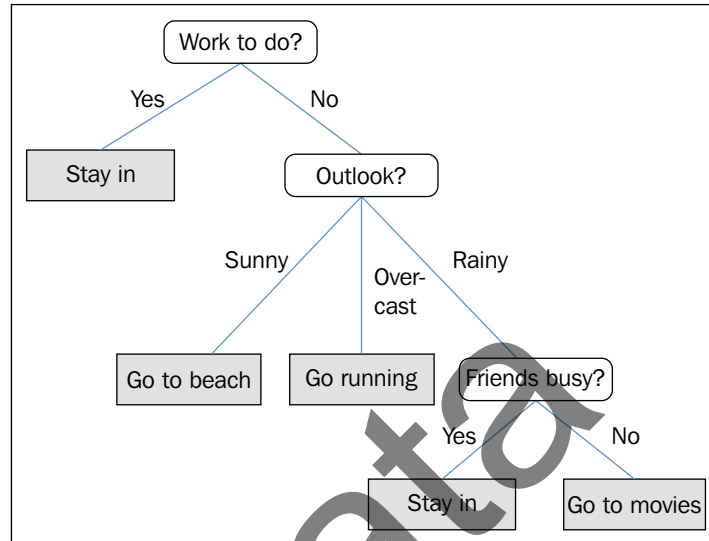 Work to do?
Yes
No
Stay in
Outlook?
Sunny
Over-
cast
Rainy
Go to beach
Go running
Friends busy?
Yes
No
Stay in
Go to movies
ata